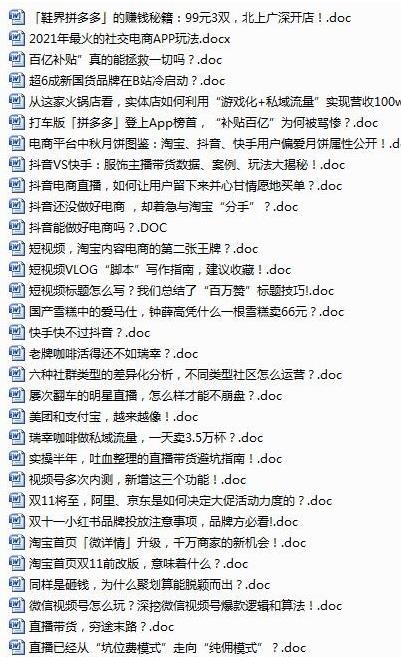 「鞋界拼多多」的赚钱秘籍：99元3双，北上广深开店！.doc
2021年最火的社交电商APP玩法.docx
百亿补贴”真的能拯救一切吗？.doc
超6成新国货品牌在B站冷启动？.doc
从这家火锅店看，实体店如何利用“游戏化+私域流量”实现营收100w
打车版「拼多多」登上App榜首，“补贴百亿”为何被骂惨？.doc
电商平台中秋月饼图鉴：淘宝、抖音、快手用户偏爱月饼属性公开！.d
抖音VS快手：服饰主播带货数据、案例、玩法大揭秘！.doc
抖音电商直播，如何让用户留下来并心甘情愿地买单？.doc
抖音还没做好电商 ，却着急与淘宝“分手”？.doc
抖音能做好电商吗？.DOC
短视频，淘宝内容电商的第二张王牌？.doc
短视频VLOG“脚本”写作指南，建议收藏！.doc
短视频标题怎么写？我们总结了“百万赞”标题技巧!.doc
国产雪糕中的爱马仕，钟薛高凭什么一根雪糕卖66元？.doc
快手快不过抖音？.doc
老牌咖啡活得还不如瑞幸？.doc
六种社群类型的差异化分析，不同类型社区怎么运营？.doc
屡次翻车的明星直播，怎么样才能不崩盘？.doc
美团和支付宝，越来越像！.doc
瑞幸咖啡做私域流量，一天卖3.5万杯？.doc
实操半年，吐血整理的直播带货避坑指南！.doc
视频号多次内测，新增这三个功能！.doc
双11将至，阿里、京东是如何决定大促活动力度的？.doc
双十一小红书品牌投放注意事项，品牌方必看!.doc
淘宝首页「微详情」升级，千万商家的新机会！.doc
淘宝首页双11前改版，意味着什么？.doc
同样是砸钱，为什么聚划算能脱颖而出？.doc
微信视频号怎么玩？深挖微信视频号爆款逻辑和算法！.doc
直播带货，穷途末路？.doc
直播已经从“坑位费模式”走向“纯佣模式”？.doc